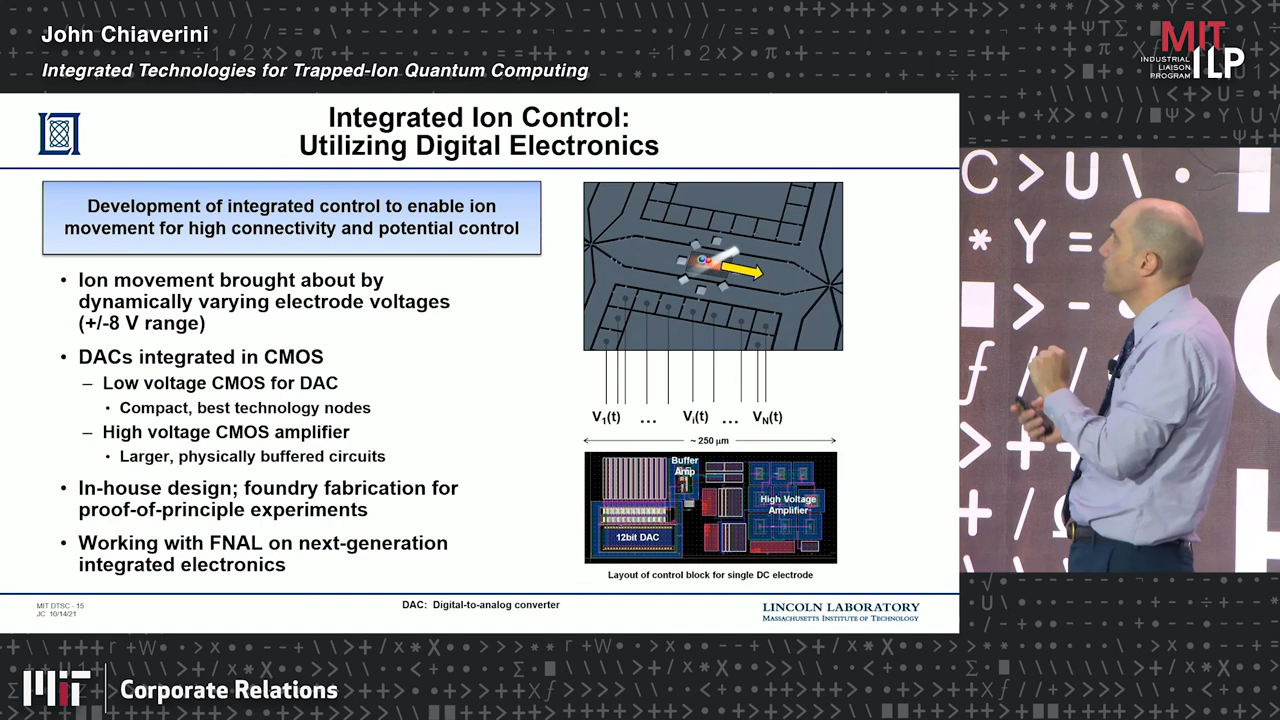 John Chiaverini
Integrated Technologies for Trapped-Ion Quantum Computing
MIT
INDUSTRIAL
LIAISON
PROGRAM
ILP
Integrated Ion Control:
Utilizing Digital Electronics
Development of integrated control to enable ion
movement for high connectivity and potential control
• Ion movement brought about by
dynamically varying electrode voltages
(+/-8 V range)
• DACs integrated in CMOS
– Low voltage CMOS for DAC
• Compact, best technology nodes
– High voltage CMOS amplifier
• Larger, physically buffered circuits
• In-house design; foundry fabrication for
proof-of-principle experiments
• Working with FNAL on next-generation
integrated electronics
V1(t) ... Vi(t) ... VN(t)
~ 250 μm
Buffer
Amp
High Voltage
Amplifier
12bit DAC
Layout of control block for single DC electrode
MIT DTSC - 15
JC 10/14/21
DAC: Digital-to-analog converter
LINCOLN LABORATORY
MASSACHUSETTS INSTITUTE OF TECHNOLOGY
MIT
Corporate Relations